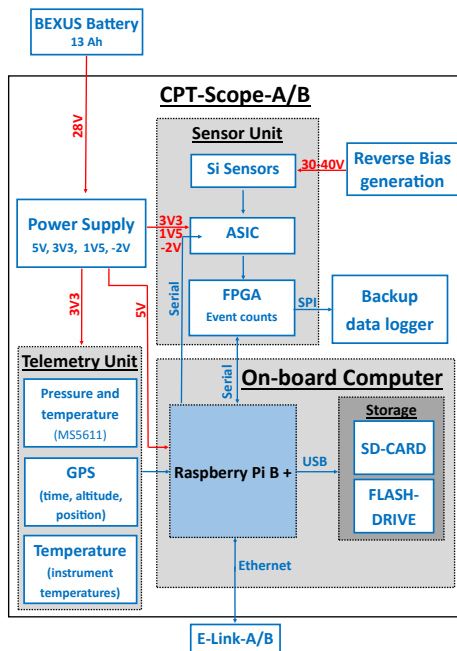 BEXUS Battery
13 Ah
28V
CPT-Scope-A/B
Sensor Unit
Si Sensors
30-40V
Reverse Bias
generation
Power Supply
5V, 3V3, 1V5, -2V
3V3
1V5
-2V
ASIC
Serial
FPGA
Event counts
SPI
Backup
data logger
3V3
5V
Serial
Telemetry Unit
Pressure and
temperature
(MS5611)
GPS
(time, altitude,
position)
Temperature
(instrument
temperatures)
On-board Computer
Raspberry Pi B +
USB
Storage
SD-CARD
FLASH-
DRIVE
Ethernet
E-Link-A/B